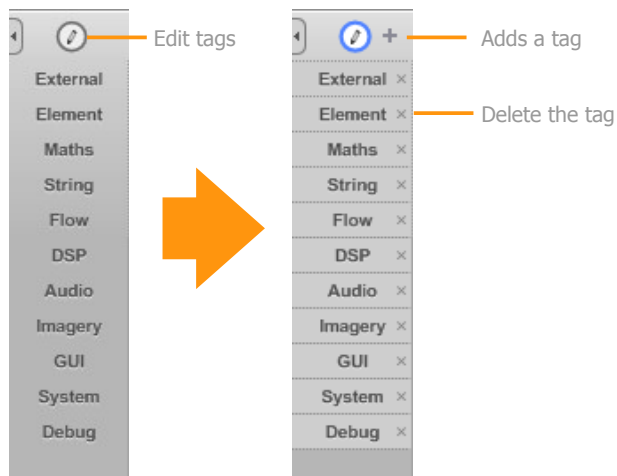 Edit tags
External
Element
Maths
String
Flow
DSP
Audio
Imagery
GUI
System
Debug
+
Adds a tag
External ×
Element ×
Delete the tag
Maths ×
String ×
Flow ×
DSP ×
Audio ×
Imagery ×
GUI ×
System ×
Debug ×